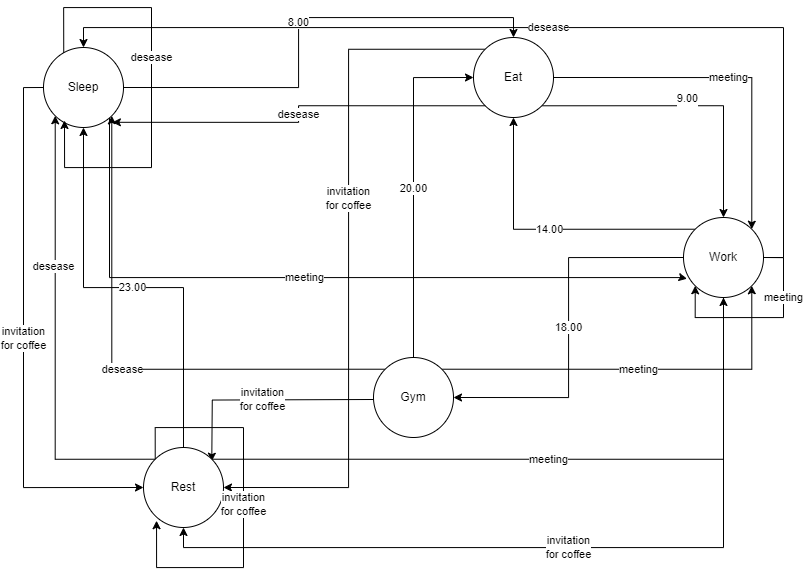 8.00
desease
desease
Sleep
Eat
meeting
9.00
desease
invitation
for coffee
20.00
14.00
Work
desease
meeting
23.00
meeting
invitation
for coffee
18.00
desease
meeting
Gym
invitation
for coffee
meeting
Rest
invitation
for coffee
invitation
for coffee